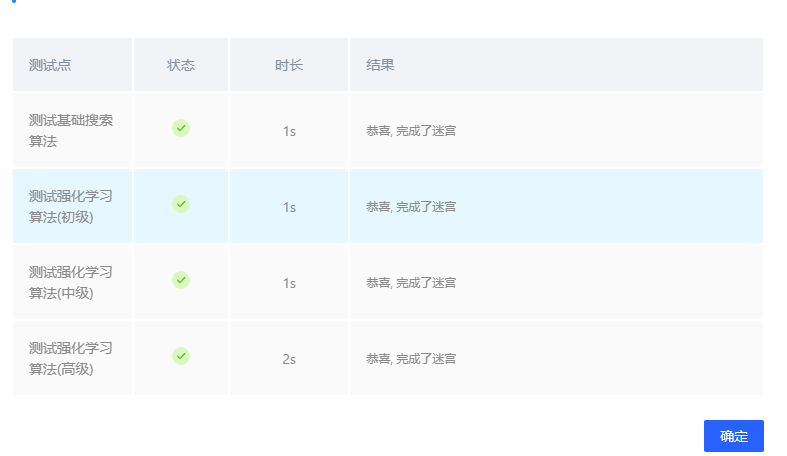 测试点 状态 时长 结果
测试基础搜索
算法 1s 恭喜, 完成了迷宫
测试强化学习
算法(初级) 1s 恭喜, 完成了迷宫
测试强化学习
算法(中级) 1s 恭喜, 完成了迷宫
测试强化学习
算法(高级) 2s 恭喜, 完成了迷宫
确定